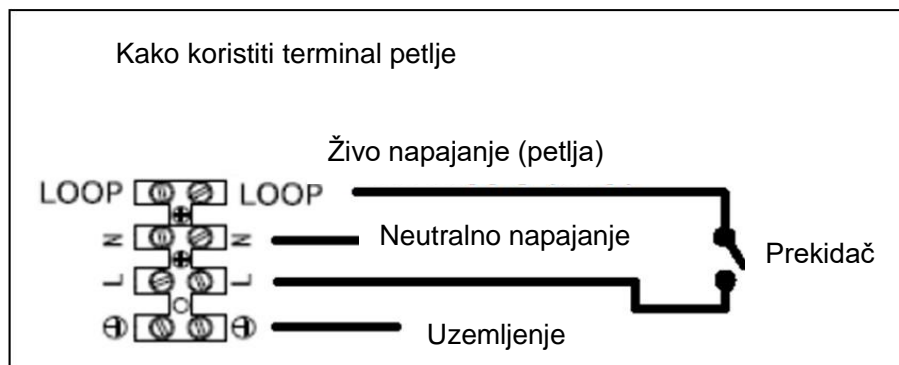 Kako koristiti terminal petlje
Živo napajanje (petlja)
LOOP LOOP
N N Neutralno napajanje
Prekidač
L L
Uzemljenje